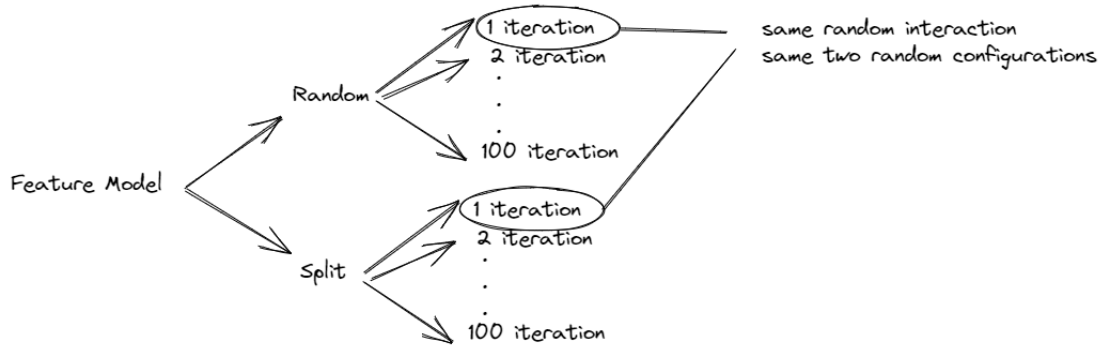 1 iteration
same random interaction
2 iteration
same two random configurations
Random
100 iteration
Feature Model
1 iteration
2 iteration
Split
100 iteration